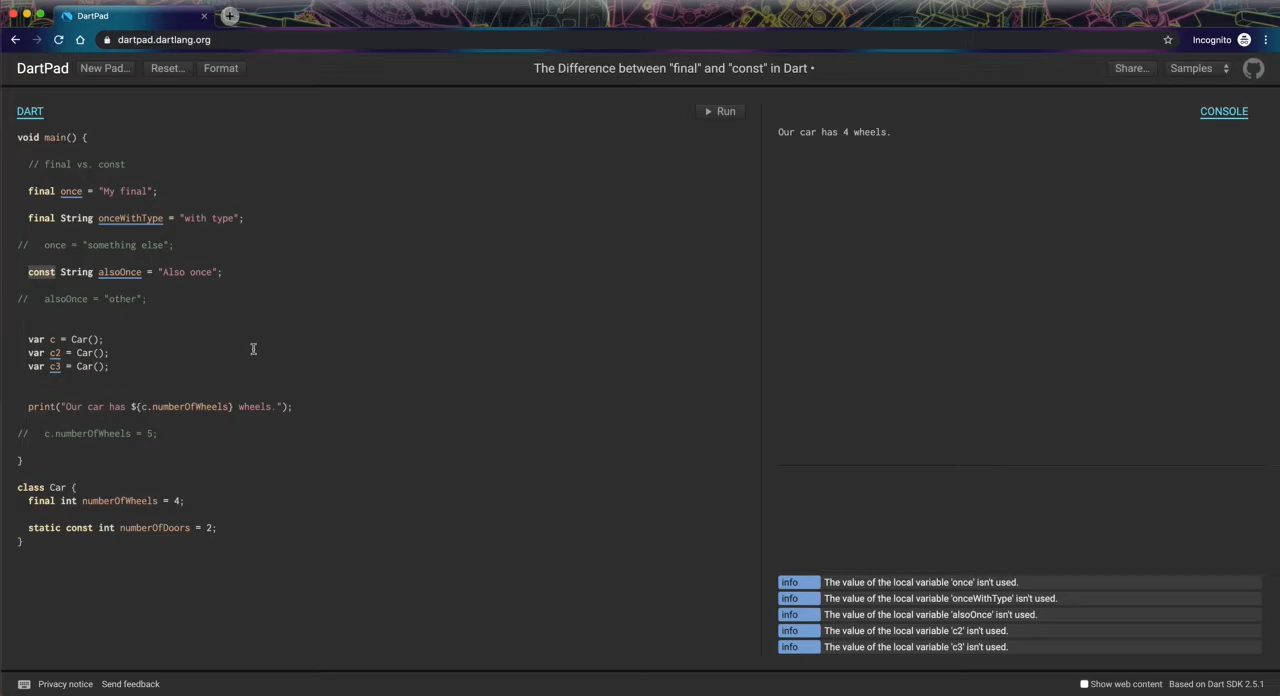 DartPad
dartpad.dartlang.org
Incognito
DartPad New Pad... Reset... Format
The Difference between "final" and "const" in Dart •
Share... Samples
DART
Run
CONSOLE
void main() {
// final vs. const
final once = "My final";
final String onceWithType = "with type";
// once = "something else";
const String alsoOnce = "Also once";
// alsoOnce = "other";
var c = Car();
var c2 = Car();
var c3 = Car();
print("Our car has ${c.numberOfWheels} wheels.");
// c.numberOfWheels = 5;
}
class Car {
final int numberOfWheels = 4;
static const int numberOfDoors = 2;
}
Our car has 4 wheels.
info The value of the local variable 'once' isn't used.
info The value of the local variable 'onceWithType' isn't used.
info The value of the local variable 'alsoOnce' isn't used.
info The value of the local variable 'c2' isn't used.
info The value of the local variable 'c3' isn't used.
Privacy notice Send feedback
Show web content Based on Dart SDK 2.5.1